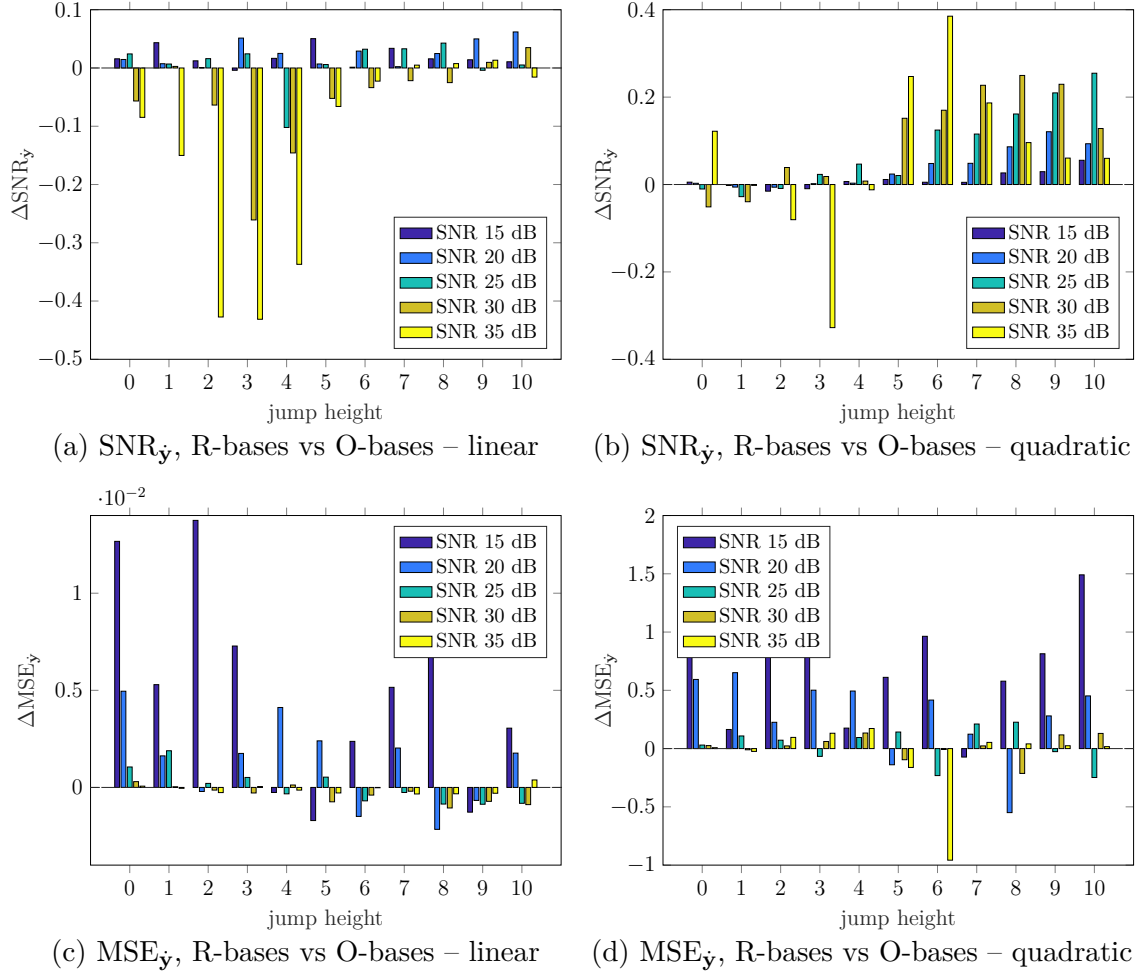 0.1
0
−0.1
−0.2
−0.3
−0.4
−0.5
ΔSNRẏ
SNR 15 dB
SNR 20 dB
SNR 25 dB
SNR 30 dB
SNR 35 dB
0 1 2 3 4 5 6 7 8 9 10
jump height
(a) SNRẏ, R-bases vs O-bases – linear
0.4
0.2
0
−0.2
−0.4
ΔSNRẏ
SNR 15 dB
SNR 20 dB
SNR 25 dB
SNR 30 dB
SNR 35 dB
0 1 2 3 4 5 6 7 8 9 10
jump height
(b) SNRẏ, R-bases vs O-bases – quadratic
·10−2
1
0.5
0
ΔMSEẏ
SNR 15 dB
SNR 20 dB
SNR 25 dB
SNR 30 dB
SNR 35 dB
0 1 2 3 4 5 6 7 8 9 10
jump height
(c) MSEẏ, R-bases vs O-bases – linear
2
1.5
1
0.5
0
−0.5
−1
ΔMSEẏ
SNR 15 dB
SNR 20 dB
SNR 25 dB
SNR 30 dB
SNR 35 dB
0 1 2 3 4 5 6 7 8 9 10
jump height
(d) MSEẏ, R-bases vs O-bases – quadratic